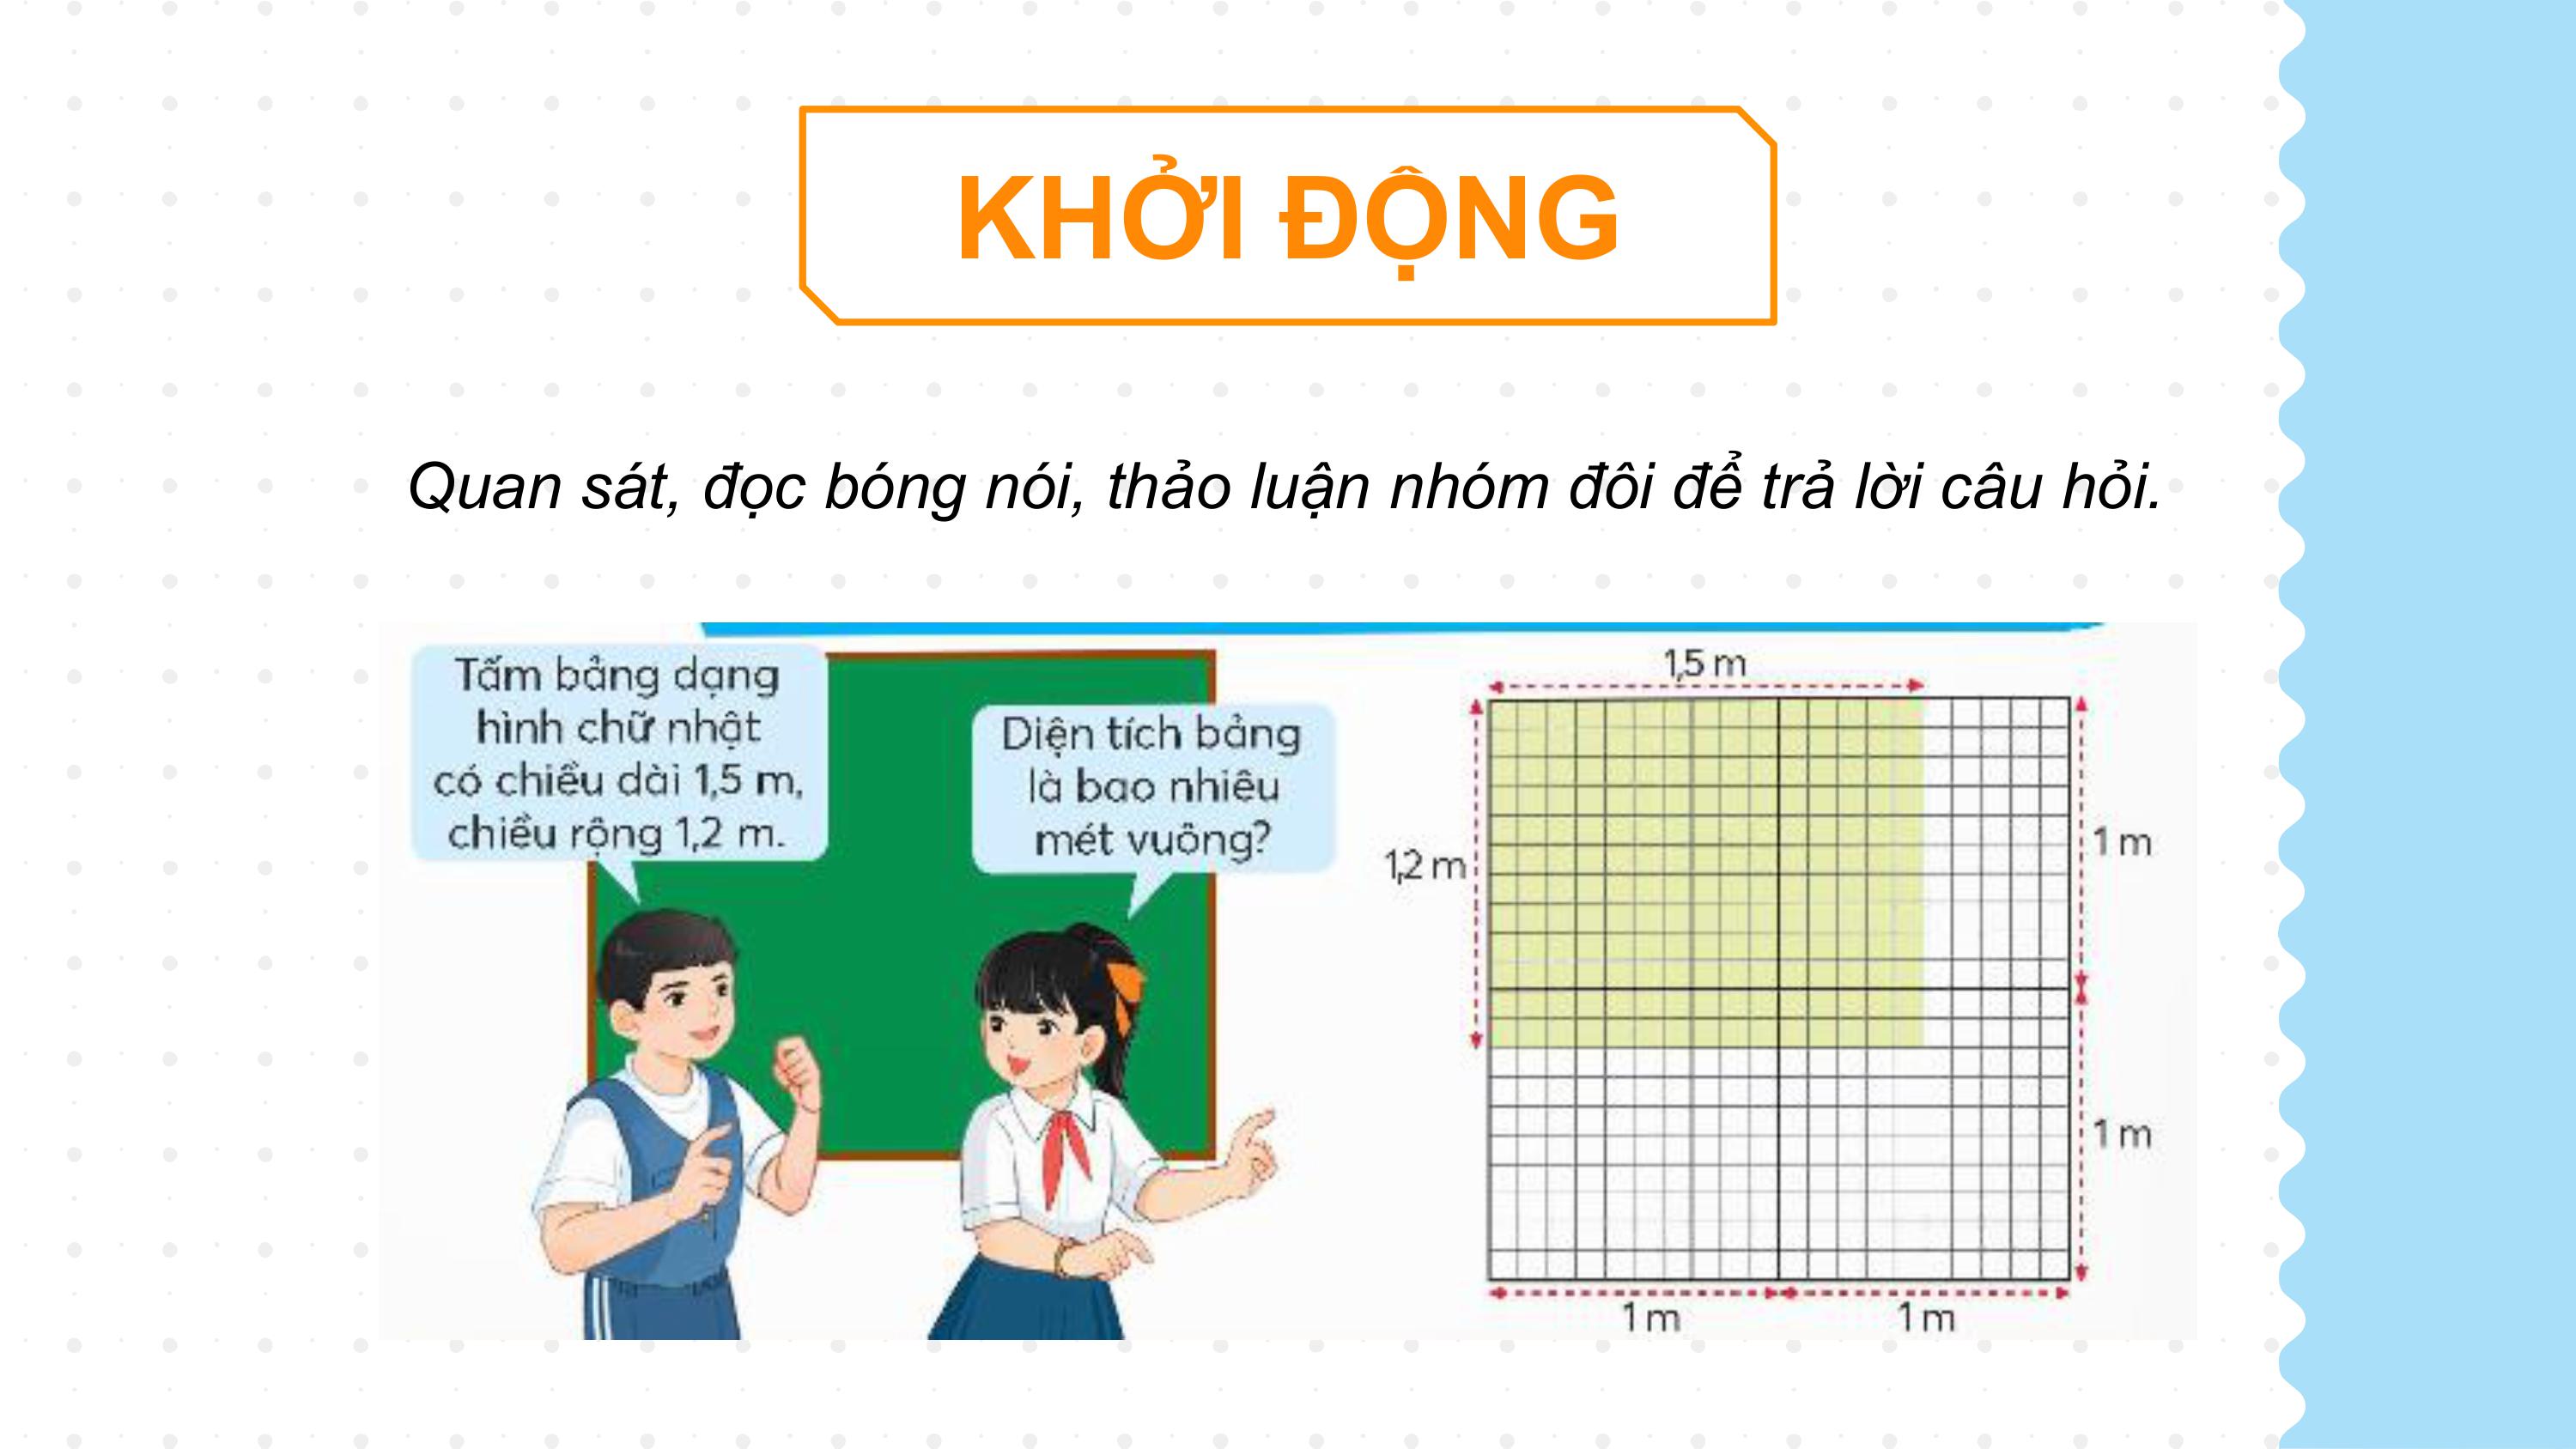 KHỞI ĐỘNG
Quan sát, đọc bóng nói, thảo luận nhóm đôi để trả lời câu hỏi.
Tấm bảng dạng
hình chữ nhật
có chiều dài 1,5 m,
chiều rộng 1,2 m.
Diện tích bảng
là bao nhiêu
mét vuông?
1,5 m
1,2 m
1 m
1 m
1 m
1 m